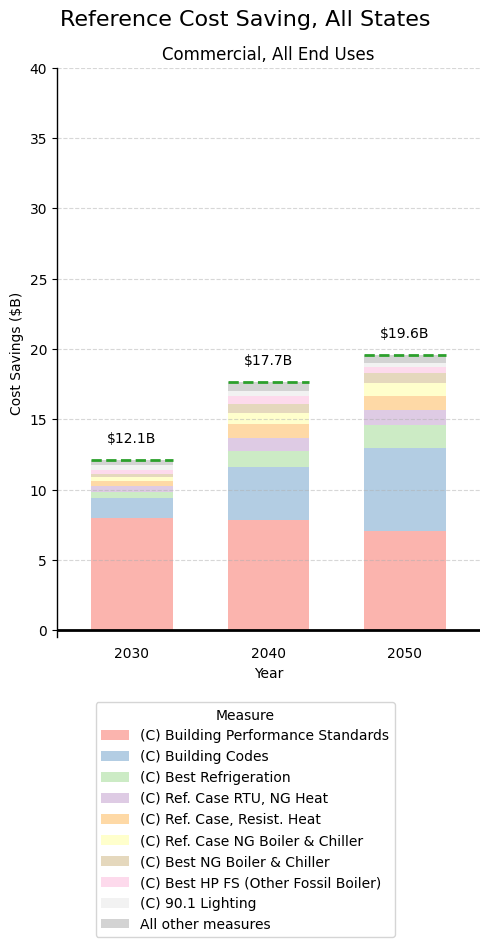 Reference Cost Saving, All States
Commercial, All End Uses
40
35
30
25
20
15
10
5
0
Cost Savings ($B)
$12.1B
$17.7B
$19.6B
2030
2040
2050
Year
Measure
(C) Building Performance Standards
(C) Building Codes
(C) Best Refrigeration
(C) Ref. Case RTU, NG Heat
(C) Ref. Case, Resist. Heat
(C) Ref. Case NG Boiler & Chiller
(C) Best NG Boiler & Chiller
(C) Best HP FS (Other Fossil Boiler)
(C) 90.1 Lighting
All other measures